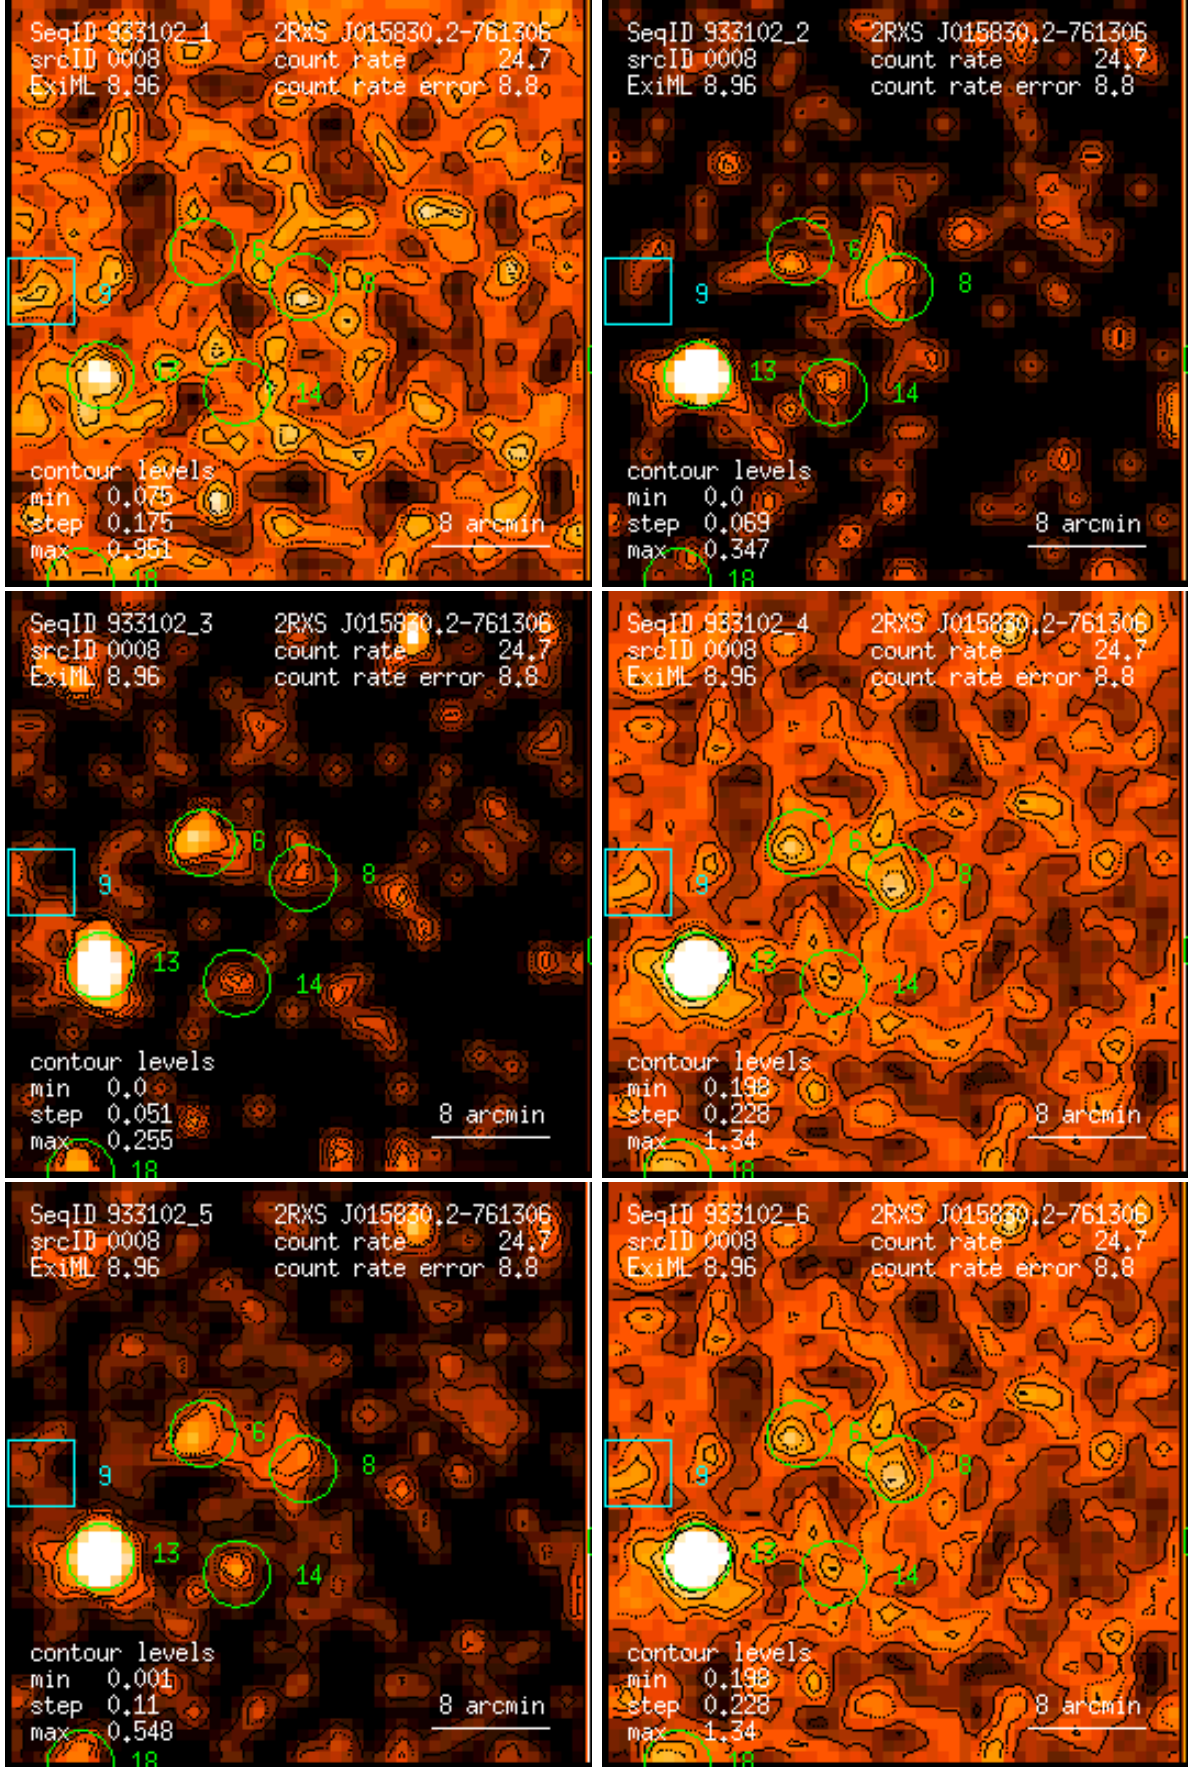 SeqID 933102_1 2RXS J015830.2-761306
srcID 0008 count rate 24.7
ExiML 8.96 count rate error 8.8
6
8
9
13
14
contour levels
min 0.075
step 0.175 8 arcmin
max 0.951
18
SeqID 933102_2 2RXS J015830.2-761306
srcID 0008 count rate 24.7
ExiML 8.96 count rate error 8.8
6
8
9
13
14
contour levels
min 0.0
step 0.069 8 arcmin
max 0.347
18
SeqID 933102_3 2RXS J015830.2-761306
srcID 0008 count rate 24.7
ExiML 8.96 count rate error 8.8
6
8
9
13
14
contour levels
min 0.0
step 0.051 8 arcmin
max 0.255
18
SeqID 933102_4 2RXS J015830.2-761306
srcID 0008 count rate 24.7
ExiML 8.96 count rate error 8.8
6
8
9
13
14
contour levels
min 0.198
step 0.228 8 arcmin
max 1.34
18
SeqID 933102_5 2RXS J015830.2-761306
srcID 0008 count rate 24.7
ExiML 8.96 count rate error 8.8
6
8
9
13
14
contour levels
min 0.001
step 0.11 8 arcmin
max 0.548
18
SeqID 933102_6 2RXS J015830.2-761306
srcID 0008 count rate 24.7
ExiML 8.96 count rate error 8.8
6
8
9
13
14
contour levels
min 0.198
step 0.228 8 arcmin
max 1.34
18